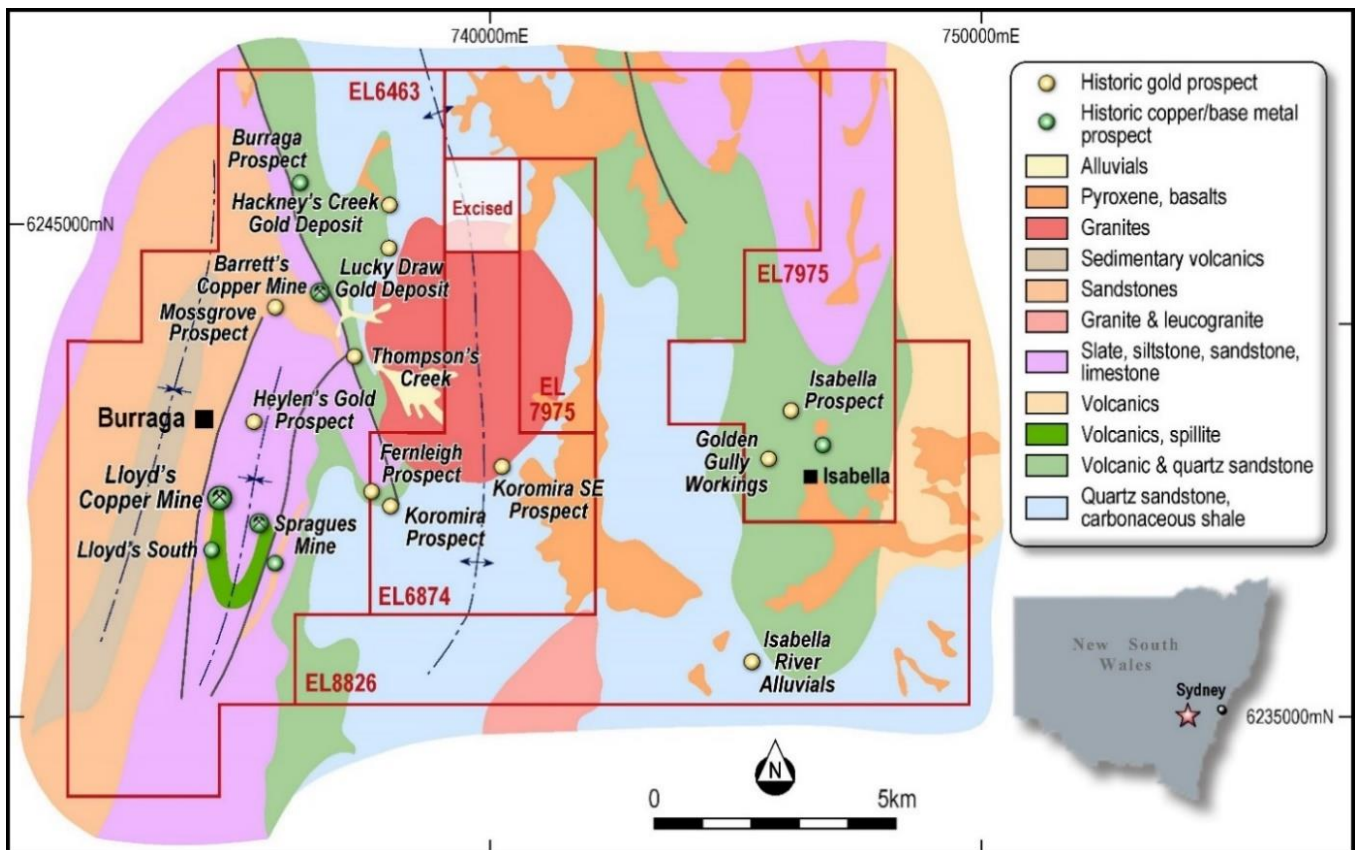 740000mE
750000mE
EL6463
Burraga
Prospect
Hackney's Creek
Gold Deposit
Excised
6245000mN
Barrett's
Copper Mine
Lucky Draw
Gold Deposit
Mossgrove
Prospect
EL7975
Thompson's
Creek
Isabella
Prospect
EL
7975
Heylen's Gold
Prospect
Burraga
Golden
Gully
Workings
Isabella
Fernleigh
Prospect
Lloyd's
Copper Mine
Koromira SE
Prospect
Koromira
Prospect
Spragues
Mine
Lloyd's South
EL6874
Isabella
River
Alluvials
EL8826
N
0
5km
Historic gold prospect
Historic copper/base metal
prospect
Alluvials
Pyroxene, basalts
Granites
Sedimentary volcanics
Sandstones
Granite & leucogranite
Slate, siltstone, sandstone,
limestone
Volcanics
Volcanics, spillite
Volcanic & quartz sandstone
Quartz sandstone,
carbonaceous shale
New South
Wales
Sydney
6235000mN